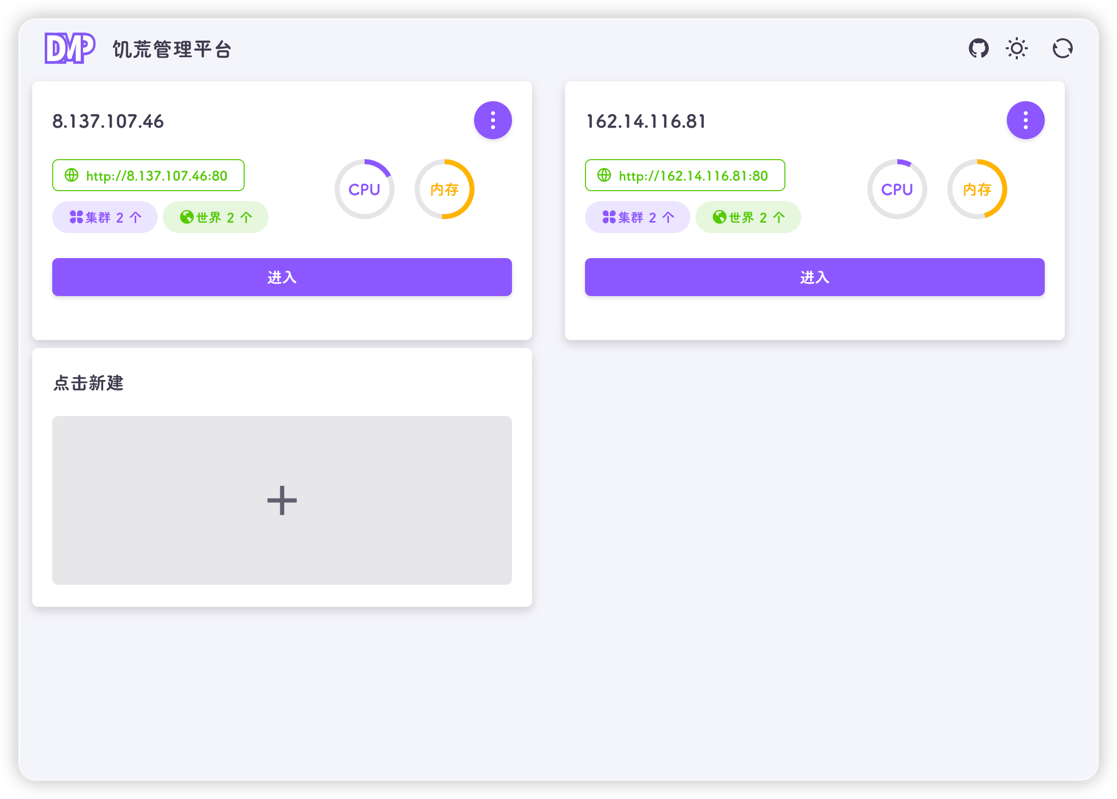 DMP 饥荒管理平台
8.137.107.46
http://8.137.107.46:80
CPU
内存
集群 2 个
世界 2 个
进入
162.14.116.81
http://162.14.116.81:80
CPU
内存
集群 2 个
世界 2 个
进入
点击新建